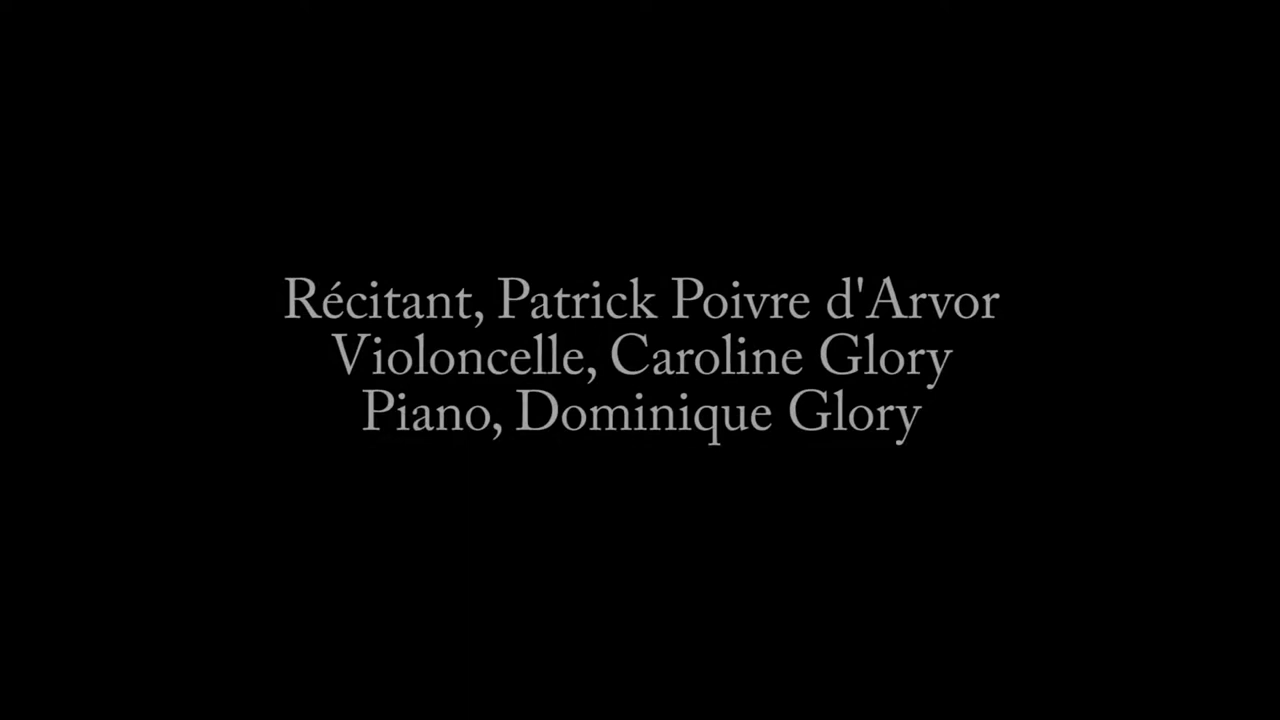 Récitant, Patrick Poivre d'Arvor
Violoncelle, Caroline Glory
Piano, Dominique Glory